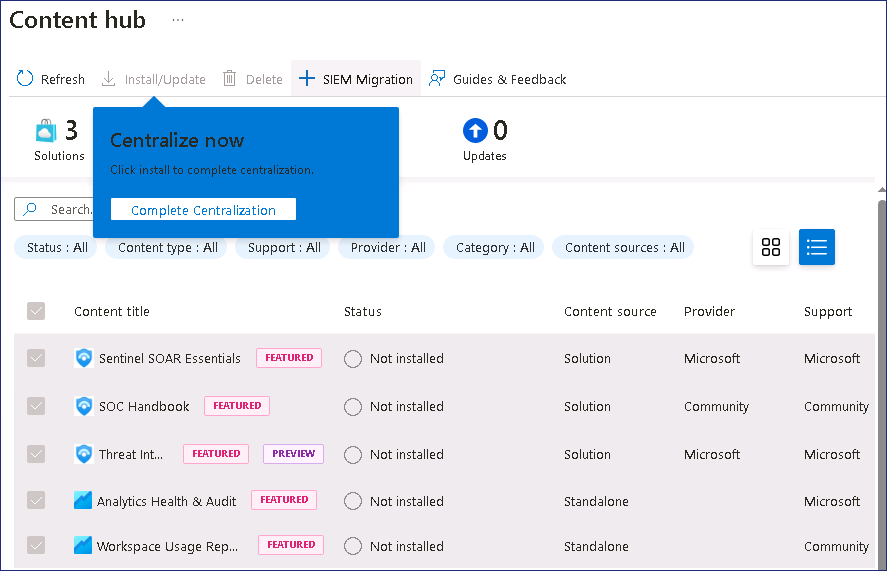 Content hub ...
Refresh Install/Update Delete SIEM Migration Guides & Feedback
3 0
Solutions Updates
Centralize now
Click install to complete centralization.
Search.
Complete Centralization
Status : All Content type : All Support : All Provider : All Category : All Content sources : All
Content title Status Content source Provider Support
Sentinel SOAR Essentials FEATURED Not installed Solution Microsoft Microsoft
SOC Handbook FEATURED Not installed Solution Community Community
Threat Int... FEATURED PREVIEW Not installed Solution Microsoft Microsoft
Analytics Health & Audit FEATURED Not installed Standalone Microsoft
Workspace Usage Rep... FEATURED Not installed Standalone Community